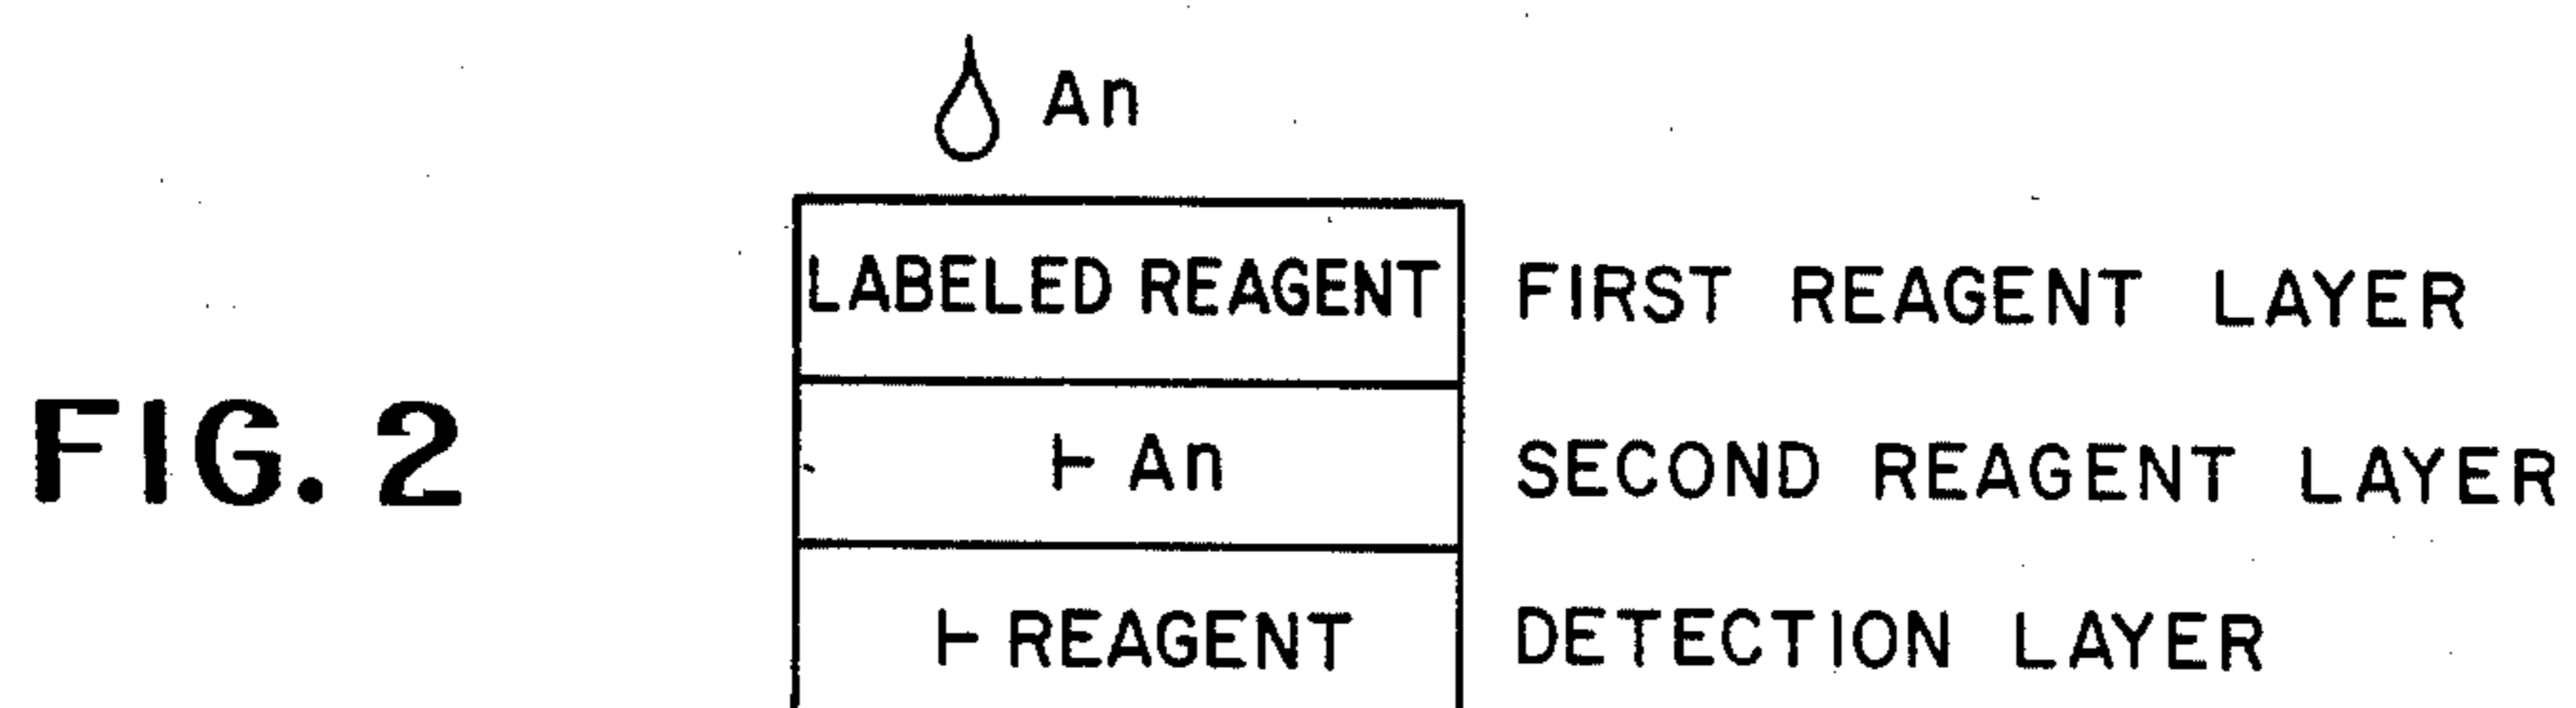 An
LABELED REAGENT FIRST REAGENT LAYER
FIG. 2
⊢ An SECOND REAGENT LAYER
⊢ REAGENT DETECTION LAYER